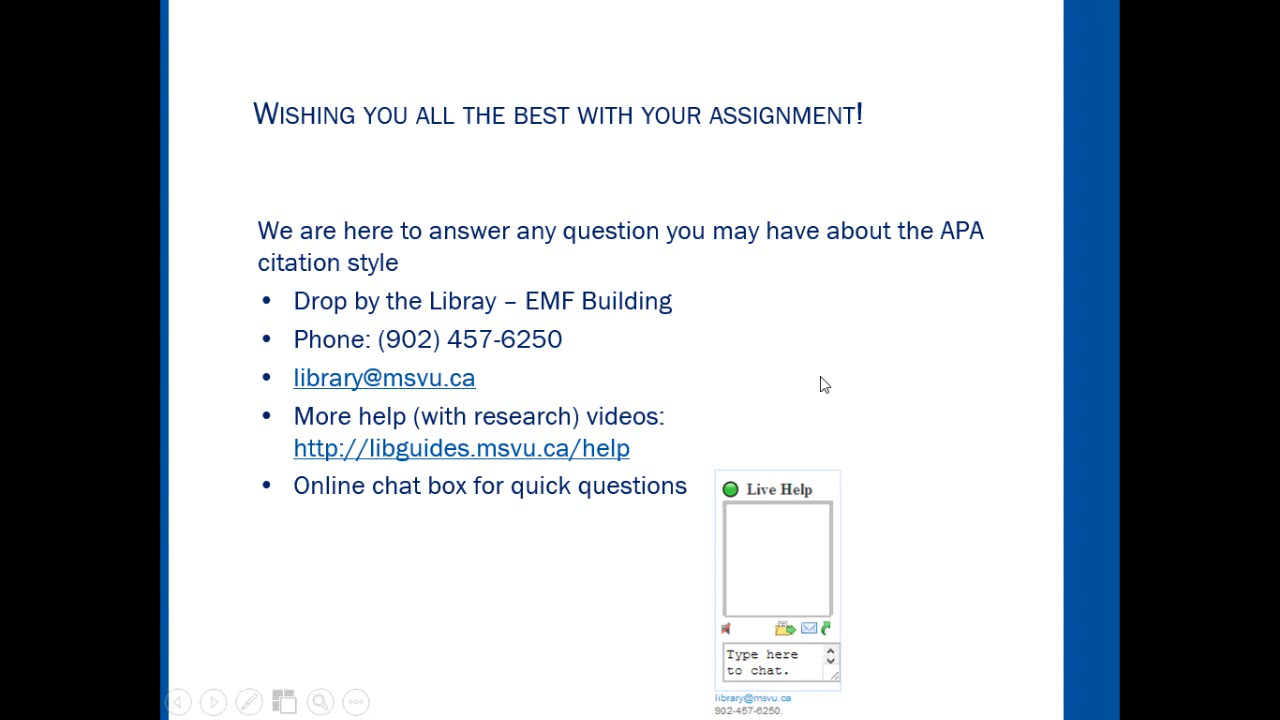 WISHING YOU ALL THE BEST WITH YOUR ASSIGNMENT!
We are here to answer any question you may have about the APA
citation style
• Drop by the Libray – EMF Building
• Phone: (902) 457-6250
• library@msvu.ca
• More help (with research) videos:
http://libguides.msvu.ca/help
• Online chat box for quick questions
Live Help
Type here
to chat.
library@msvu.ca
902-457-6250.